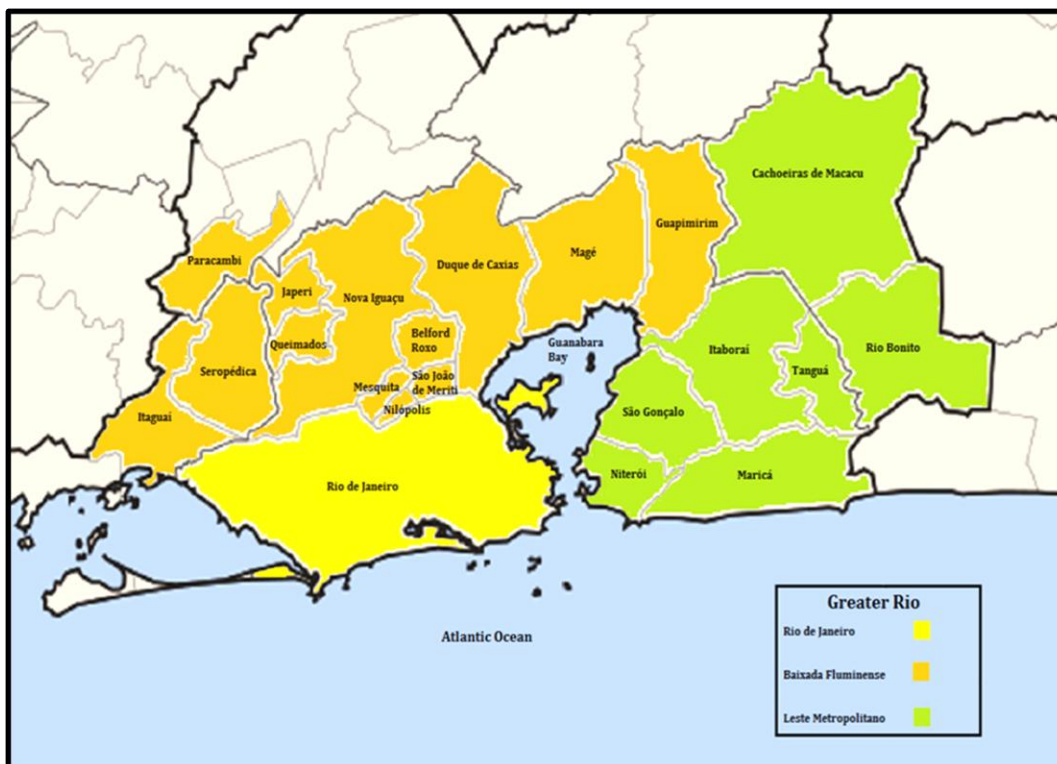 Cachoeiras de Macacu
Guapimirim
Magé
Paracambi
Duque de Caxias
Japeri
Nova Iguaçu
Belford
Roxo
Guanabara
Bay
Queimados
Itaboraí
Rio Bonito
Tanguá
Seropédica
São João
de Meriti
Mesquita
Nilópolis
Itaguaí
São Gonçalo
Niterói
Maricá
Rio de Janeiro
Atlantic Ocean
Greater Rio
Rio de Janeiro
Baixada Fluminense
Leste Metropolitano